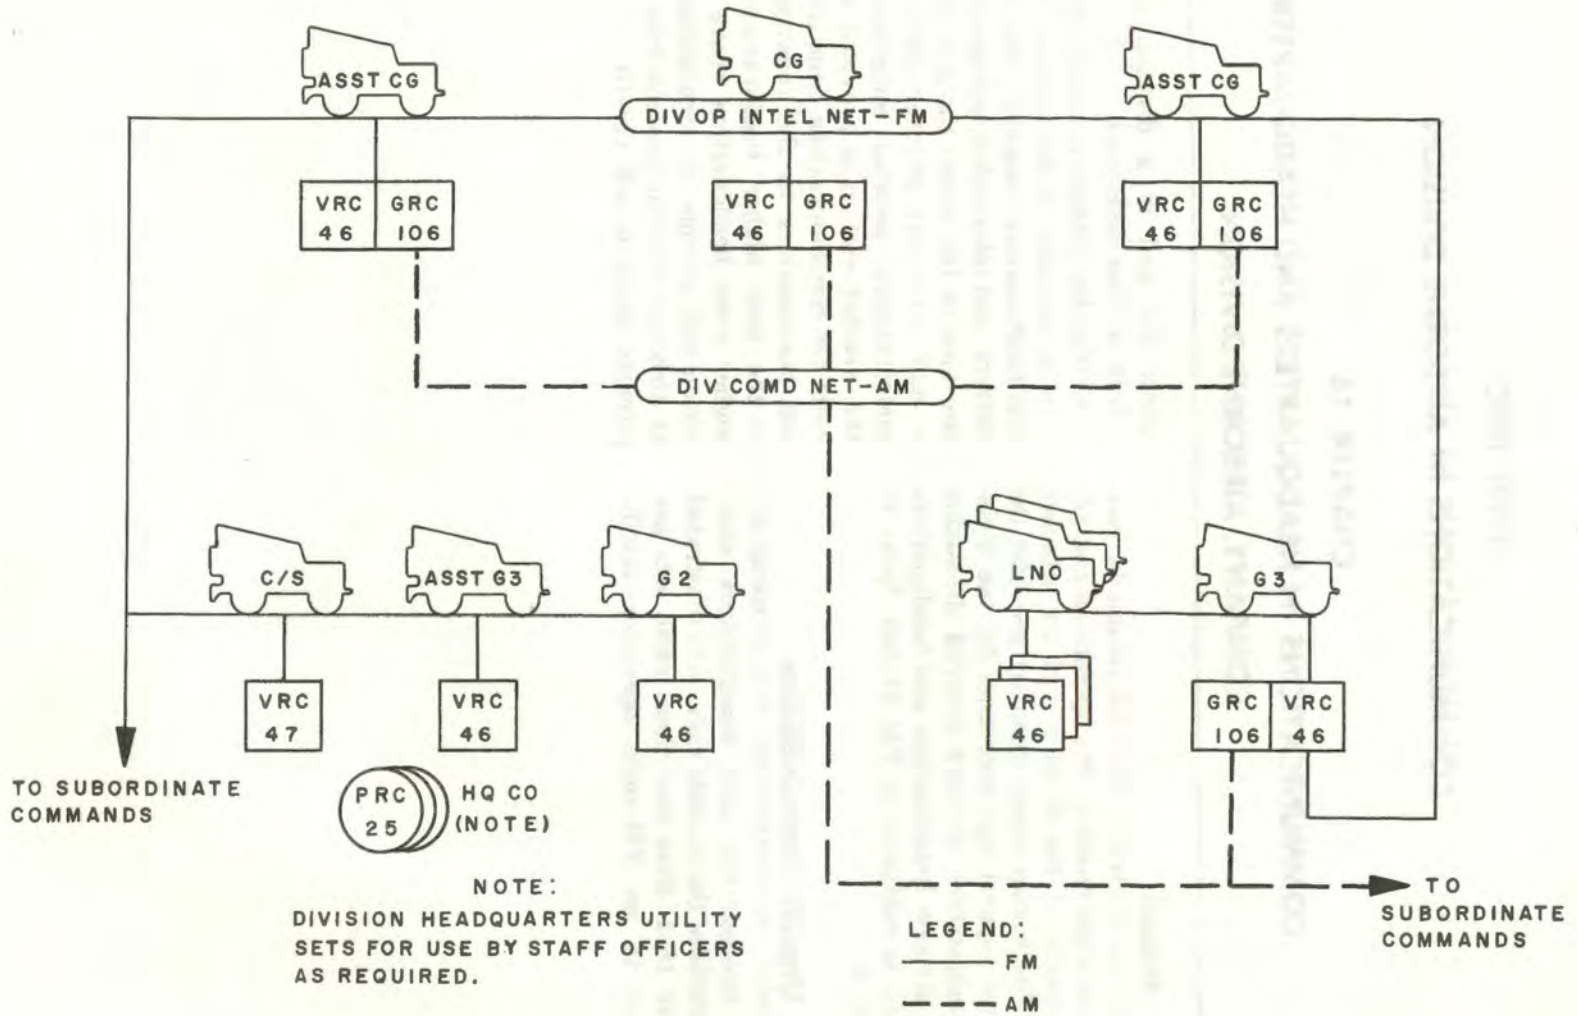 ASST CG
CG
ASST CG
DIV OP INTEL NET-FM
VRC
46
GRC
106
VRC
46
GRC
106
VRC
46
GRC
106
DIV COMD NET-AM
C/S
ASST G3
G2
LNO
G3
VRC
47
VRC
46
VRC
46
VRC
46
GRC
106
VRC
46
TO SUBORDINATE
COMMANDS
PRC
25
HQ CO
(NOTE)
NOTE:
DIVISION HEADQUARTERS UTILITY
SETS FOR USE BY STAFF OFFICERS
AS REQUIRED.
LEGEND:
FM
AM
TO
SUBORDINATE
COMMANDS